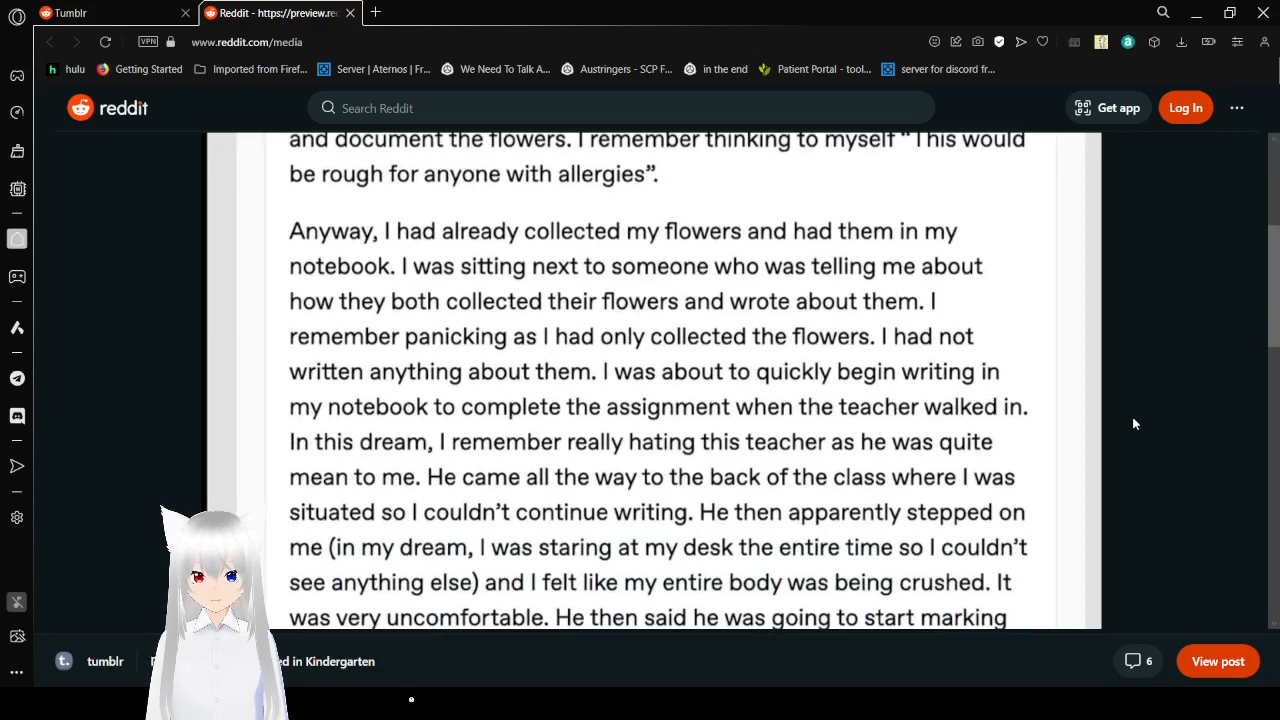 Tumblr
Reddit - https://preview.rec
VPN
www.reddit.com/media
hulu
Getting Started
Imported from Firef...
Server | Aternos | Fr...
We Need To Talk A...
Austringers - SCP F...
in the end
Patient Portal - tool...
server for discord fr...
reddit
Search Reddit
Get app
Log In
and document the flowers. I remember thinking to myself “This would
be rough for anyone with allergies”.
Anyway, I had already collected my flowers and had them in my
notebook. I was sitting next to someone who was telling me about
how they both collected their flowers and wrote about them. I
remember panicking as I had only collected the flowers. I had not
written anything about them. I was about to quickly begin writing in
my notebook to complete the assignment when the teacher walked in.
In this dream, I remember really hating this teacher as he was quite
mean to me. He came all the way to the back of the class where I was
situated so I couldn’t continue writing. He then apparently stepped on
me (in my dream, I was staring at my desk the entire time so I couldn’t
see anything else) and I felt like my entire body was being crushed. It
was very uncomfortable. He then said he was going to start marking
tumblr
ed in Kindergarten
6
View post